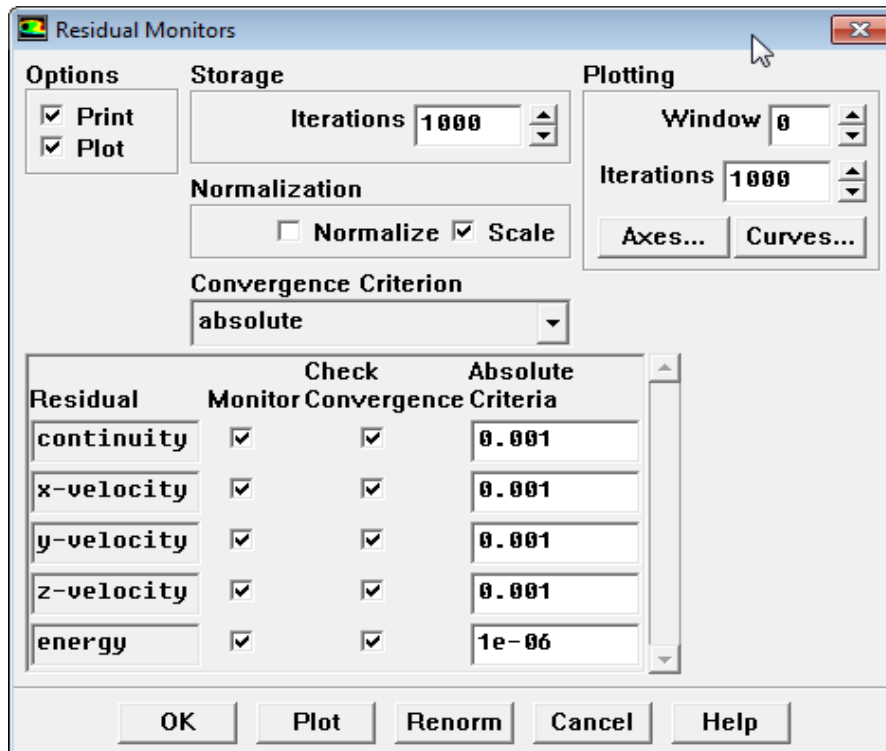 Residual Monitors
Options
Print
Plot
Storage
Iterations 1000
Normalization
Normalize Scale
Convergence Criterion
absolute
Plotting
Window 0
Iterations 1000
Axes... Curves...
Residual Monitor Check Convergence Absolute Criteria
continuity 0.001
x-velocity 0.001
y-velocity 0.001
z-velocity 0.001
energy 1e-06
OK Plot Renorm Cancel Help